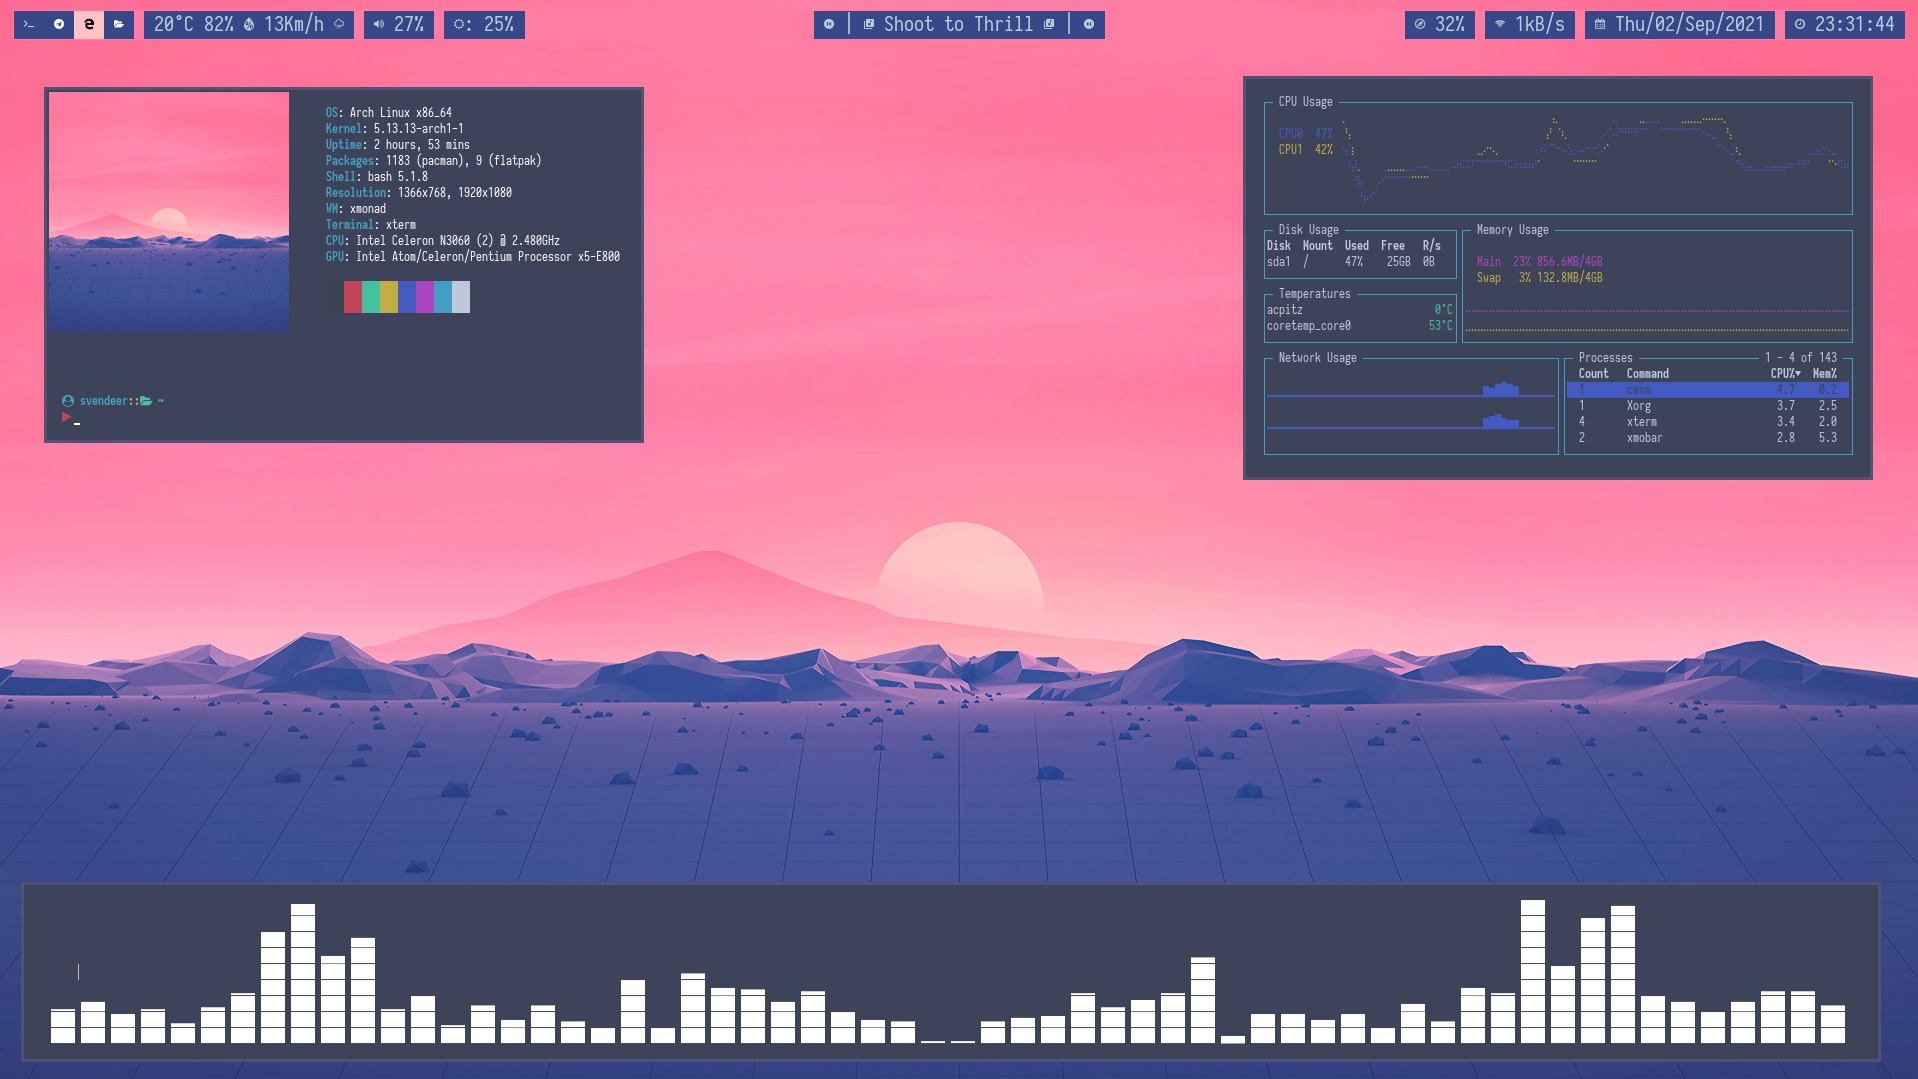 >_ e 20°C 82% 13Km/h 27% : 25% | Shoot to Thrill | 32% 1kB/s Thu/02/Sep/2021 23:31:44
OS: Arch Linux x86_64
Kernel: 5.13.13-arch1-1
Uptime: 2 hours, 53 mins
Packages: 1183 (pacman), 9 (flatpak)
Shell: bash 5.1.8
Resolution: 1366x768, 1920x1080
WM: xmonad
Terminal: xterm
CPU: Intel Celeron N3060 (2) @ 2.480GHz
GPU: Intel Atom/Celeron/Pentium Processor x5-E800
svendeer:: ~
CPU Usage
CPU0 47%
CPU1 42%
Disk Usage
Disk Mount Used Free R/s
sda1 / 47% 25GB 0B
Memory Usage
Main 23% 856.6MB/4GB
Swap 3% 132.8MB/4GB
Temperatures
acpitz 0°C
coretemp_core0 53°C
Network Usage
Processes 1 - 4 of 143
Count Command CPU%▼ Mem%
1 cava 4.7 0.2
1 Xorg 3.7 2.5
4 xterm 3.4 2.0
2 xmobar 2.8 5.3